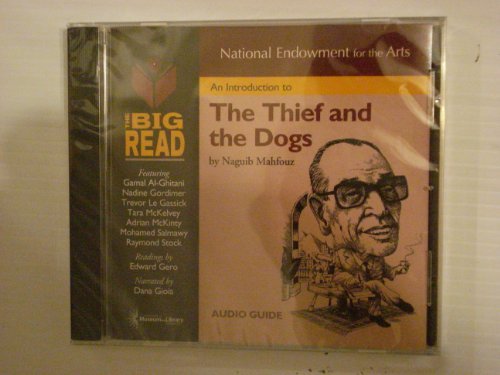 National Endowment for the Arts
An Introduction to
The Thief and
the Dogs
by Naguib Mahfouz
THE
BIG
READ
Featuring
Gamal Al-Ghitani
Nadine Gordimer
Trevor Le Gassick
Tara McKelvey
Adrian McKinty
Mohamed Salmawy
Raymond Stock
Readings by
Edward Gero
Narrated by
Dana Gioia
AUDIO GUIDE